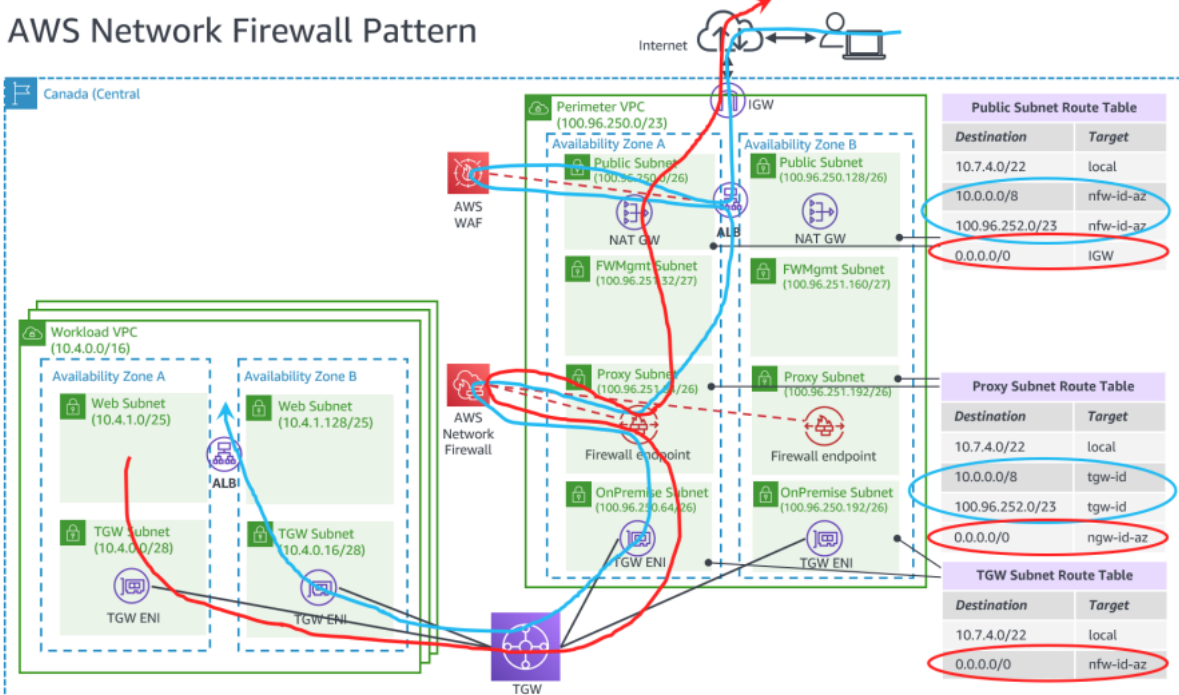 AWS Network Firewall Pattern
Internet
Canada (Central
IGW
Perimeter VPC
(100.96.250.0/23)
Availability Zone A
Availability Zone B
Public Subnet
(100.96.250.0/26)
Public Subnet
(100.96.250.128/26)
AWS
WAF
NAT GW
ALB
NAT GW
FWMgmt Subnet
(100.96.251.32/27)
FWMgmt Subnet
(100.96.251.160/27)
Workload VPC
(10.4.0.0/16)
Availability Zone A
Availability Zone B
Web Subnet
(10.4.1.0/25)
Web Subnet
(10.4.1.128/25)
ALB
Proxy Subnet
Proxy Subnet
(100.96.251.192/26)
AWS
Network
Firewall
Firewall endpoint
Firewall endpoint
OnPremise Subnet
(100.96.250.64/26)
OnPremise Subnet
(100.96.250.192/26)
TGW Subnet
(10.4.0.0/28)
TGW Subnet
(10.4.0.16/28)
TGW ENI
TGW ENI
TGW ENI
TGW ENI
TGW
Public Subnet Route Table
Destination Target
10.7.4.0/22 local
10.0.0.0/8 nfw-id-az
100.96.252.0/23 nfw-id-az
0.0.0.0/0 IGW
Proxy Subnet Route Table
Destination Target
10.7.4.0/22 local
10.0.0.0/8 tgw-id
100.96.252.0/23 tgw-id
0.0.0.0/0 ngw-id-az
TGW Subnet Route Table
Destination Target
10.7.4.0/22 local
0.0.0.0/0 nfw-id-az